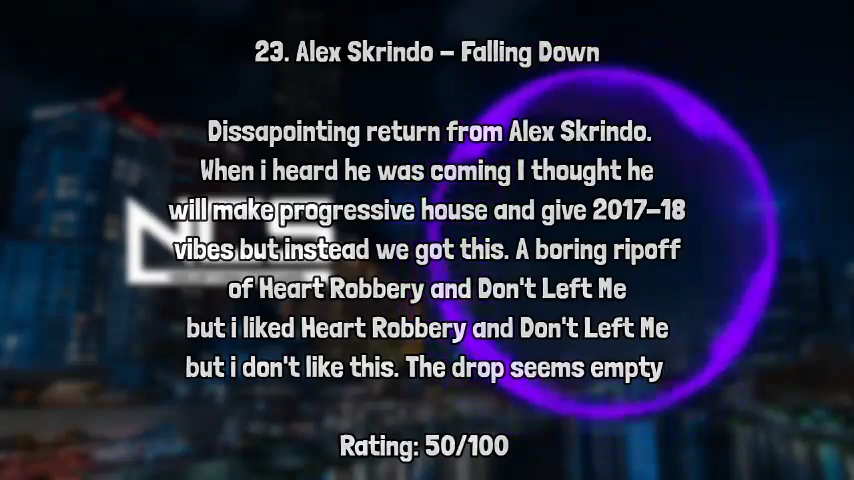 23. Alex Skrindo – Falling Down
Dissapointing return from Alex Skrindo.
When i heard he was coming I thought he
will make progressive house and give 2017-18
vibes but instead we got this. A boring ripoff
of Heart Robbery and Don't Left Me
but i liked Heart Robbery and Don't Left Me
but i don't like this. The drop seems empty
Rating: 50/100